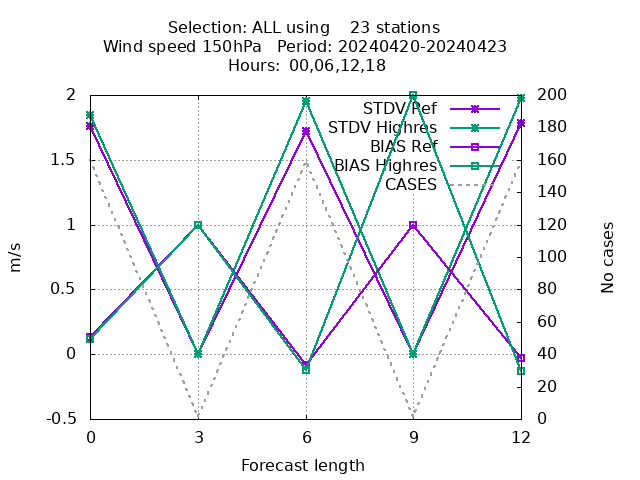 Selection: ALL using    23 stations
Wind speed 150hPa   Period: 20240420-20240423
Hours: 00,06,12,18
STDV Ref
STDV Highres
BIAS Ref
BIAS Highres
CASES
2
1.5
1
0.5
0
-0.5
200
180
160
140
120
100
80
60
40
20
0
0 3 6 9 12
m/s
No cases
Forecast length